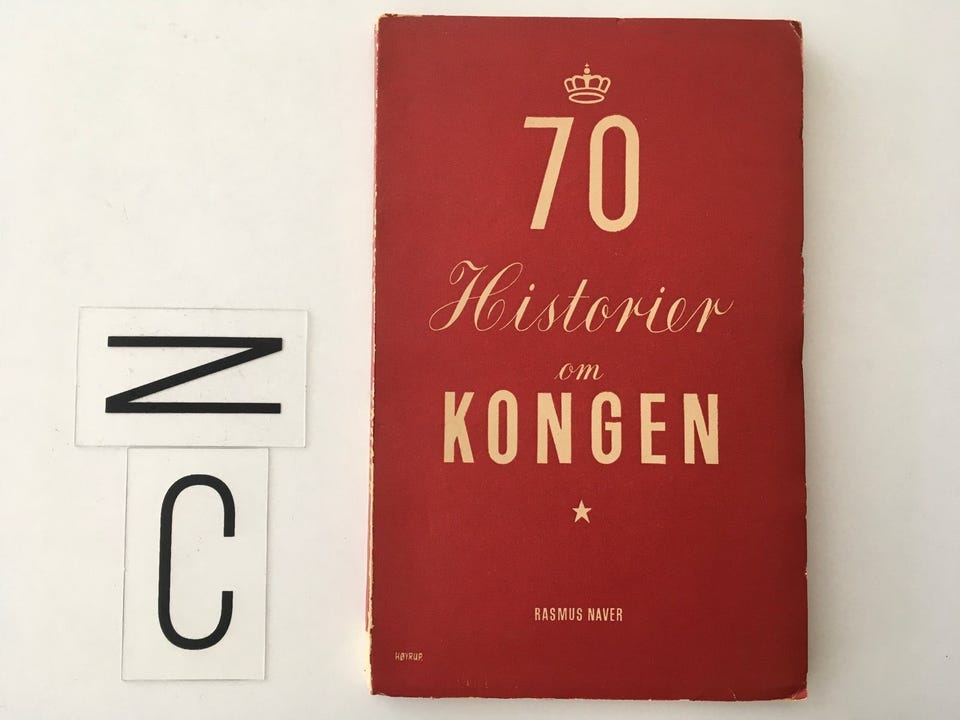 N
C
70
Historier
om
KONGEN
RASMUS NAVER
HØYRUP.